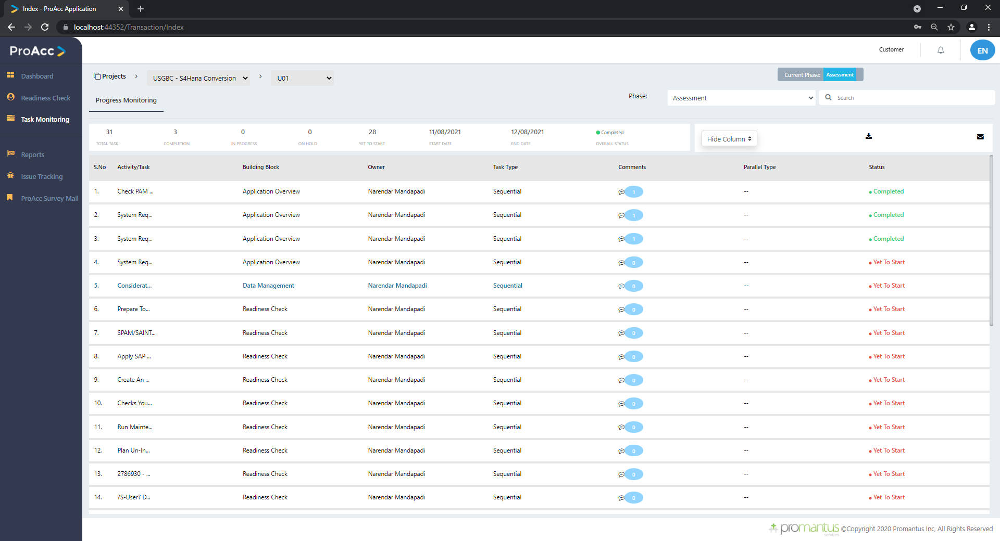 Index - ProAcc Application
localhost:44352/Transaction/Index
ProAcc
Customer
EN
Dashboard
Readiness Check
Task Monitoring
Reports
Issue Tracking
ProAcc Survey Mail
Projects > USGBC - S4Hana Conversion > U01
Current Phase: Assessment
Progress Monitoring
Phase: Assessment
Search
31 3 0 0 28 11/08/2021 12/08/2021 Completed
TOTAL TASK COMPLETION IN PROGRESS ON HOLD YET TO START START DATE END DATE OVERALL STATUS
Hide Column
S.No Activity/Task Building Block Owner Task Type Comments Parallel Type Status
1. Check PAM ... Application Overview Narendar Mandapadi Sequential 1 -- Completed
2. System Req... Application Overview Narendar Mandapadi Sequential 1 -- Completed
3. System Req... Application Overview Narendar Mandapadi Sequential 1 -- Completed
4. System Req... Application Overview Narendar Mandapadi Sequential 0 -- Yet To Start
5. Considerat... Data Management Narendar Mandapadi Sequential 0 -- Yet To Start
6. Prepare To... Readiness Check Narendar Mandapadi Sequential 0 -- Yet To Start
7. SPAM/SAINT... Readiness Check Narendar Mandapadi Sequential 0 -- Yet To Start
8. Apply SAP ... Readiness Check Narendar Mandapadi Sequential 0 -- Yet To Start
9. Create An ... Readiness Check Narendar Mandapadi Sequential 0 -- Yet To Start
10. Checks You... Readiness Check Narendar Mandapadi Sequential 0 -- Yet To Start
11. Run Mainte... Readiness Check Narendar Mandapadi Sequential 0 -- Yet To Start
12. Plan Un-In... Readiness Check Narendar Mandapadi Sequential 0 -- Yet To Start
13. 2786930 - ... Readiness Check Narendar Mandapadi Sequential 0 -- Yet To Start
14. ?S-User? D... Readiness Check Narendar Mandapadi Sequential 0 -- Yet To Start
promantus ©Copyright 2020 Promantus Inc, All Rights Reserved
services